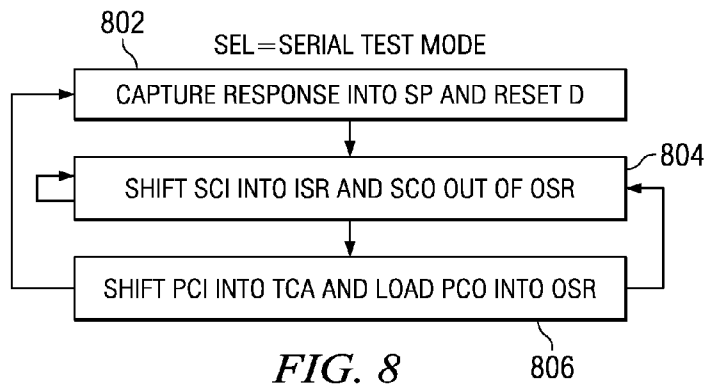 802
SEL=SERIAL TEST MODE
CAPTURE RESPONSE INTO SP AND RESET D
804
SHIFT SCI INTO ISR AND SCO OUT OF OSR
SHIFT PCI INTO TCA AND LOAD PCO INTO OSR
806
FIG. 8